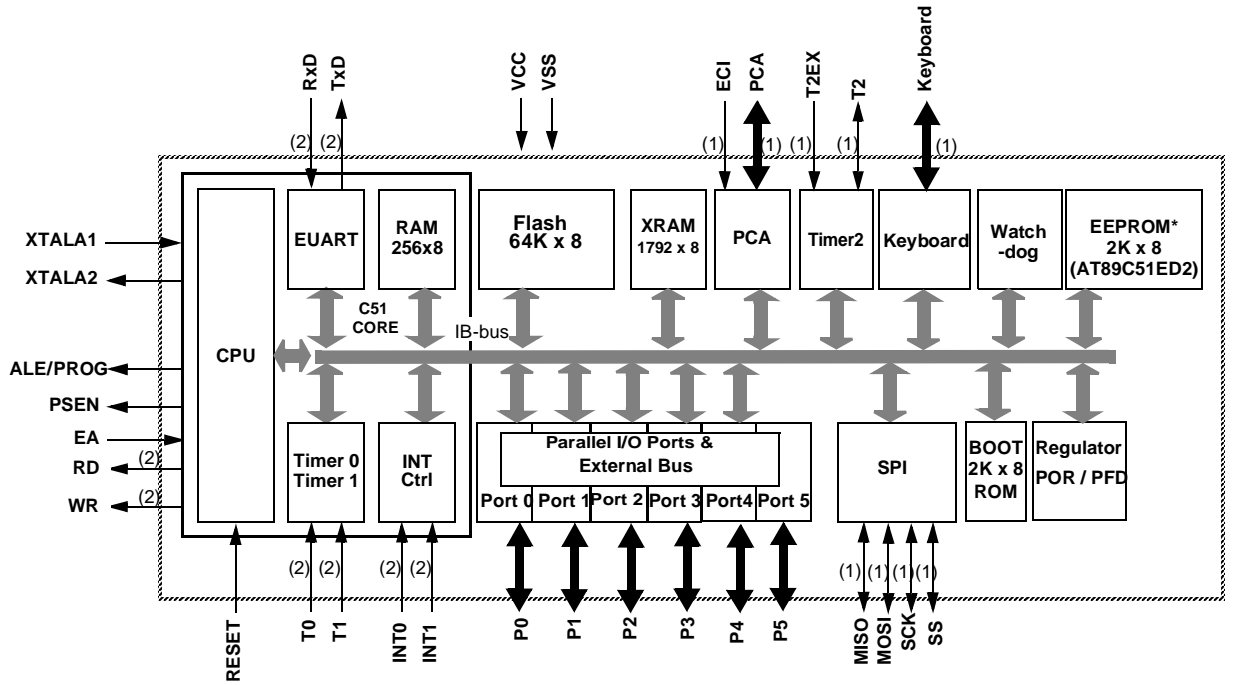 RxD
TxD
VCC
VSS
ECI
PCA
T2EX
T2
Keyboard
(2)
(2)
(1)
(1)
(1)
(1)
(1)
XTALA1
XTALA2
ALE/PROG
PSEN
EA
RD
(2)
WR
(2)
CPU
EUART
RAM
256x8
C51
CORE
IB-bus
Flash
64K x 8
XRAM
1792 x 8
PCA
Timer2
Keyboard
Watch
-dog
EEPROM*
2K x 8
(AT89C51ED2)
Timer 0
Timer 1
INT
Ctrl
Parallel I/O Ports &
External Bus
Port 0
Port 1
Port 2
Port 3
Port4
Port 5
SPI
BOOT
2K x 8
ROM
Regulator
POR / PFD
(2)
(2)
(2)
(2)
(1)
(1)
(1)
(1)
RESET
T0
T1
INT0
INT1
P0
P1
P2
P3
P4
P5
MISO
MOSI
SCK
SS